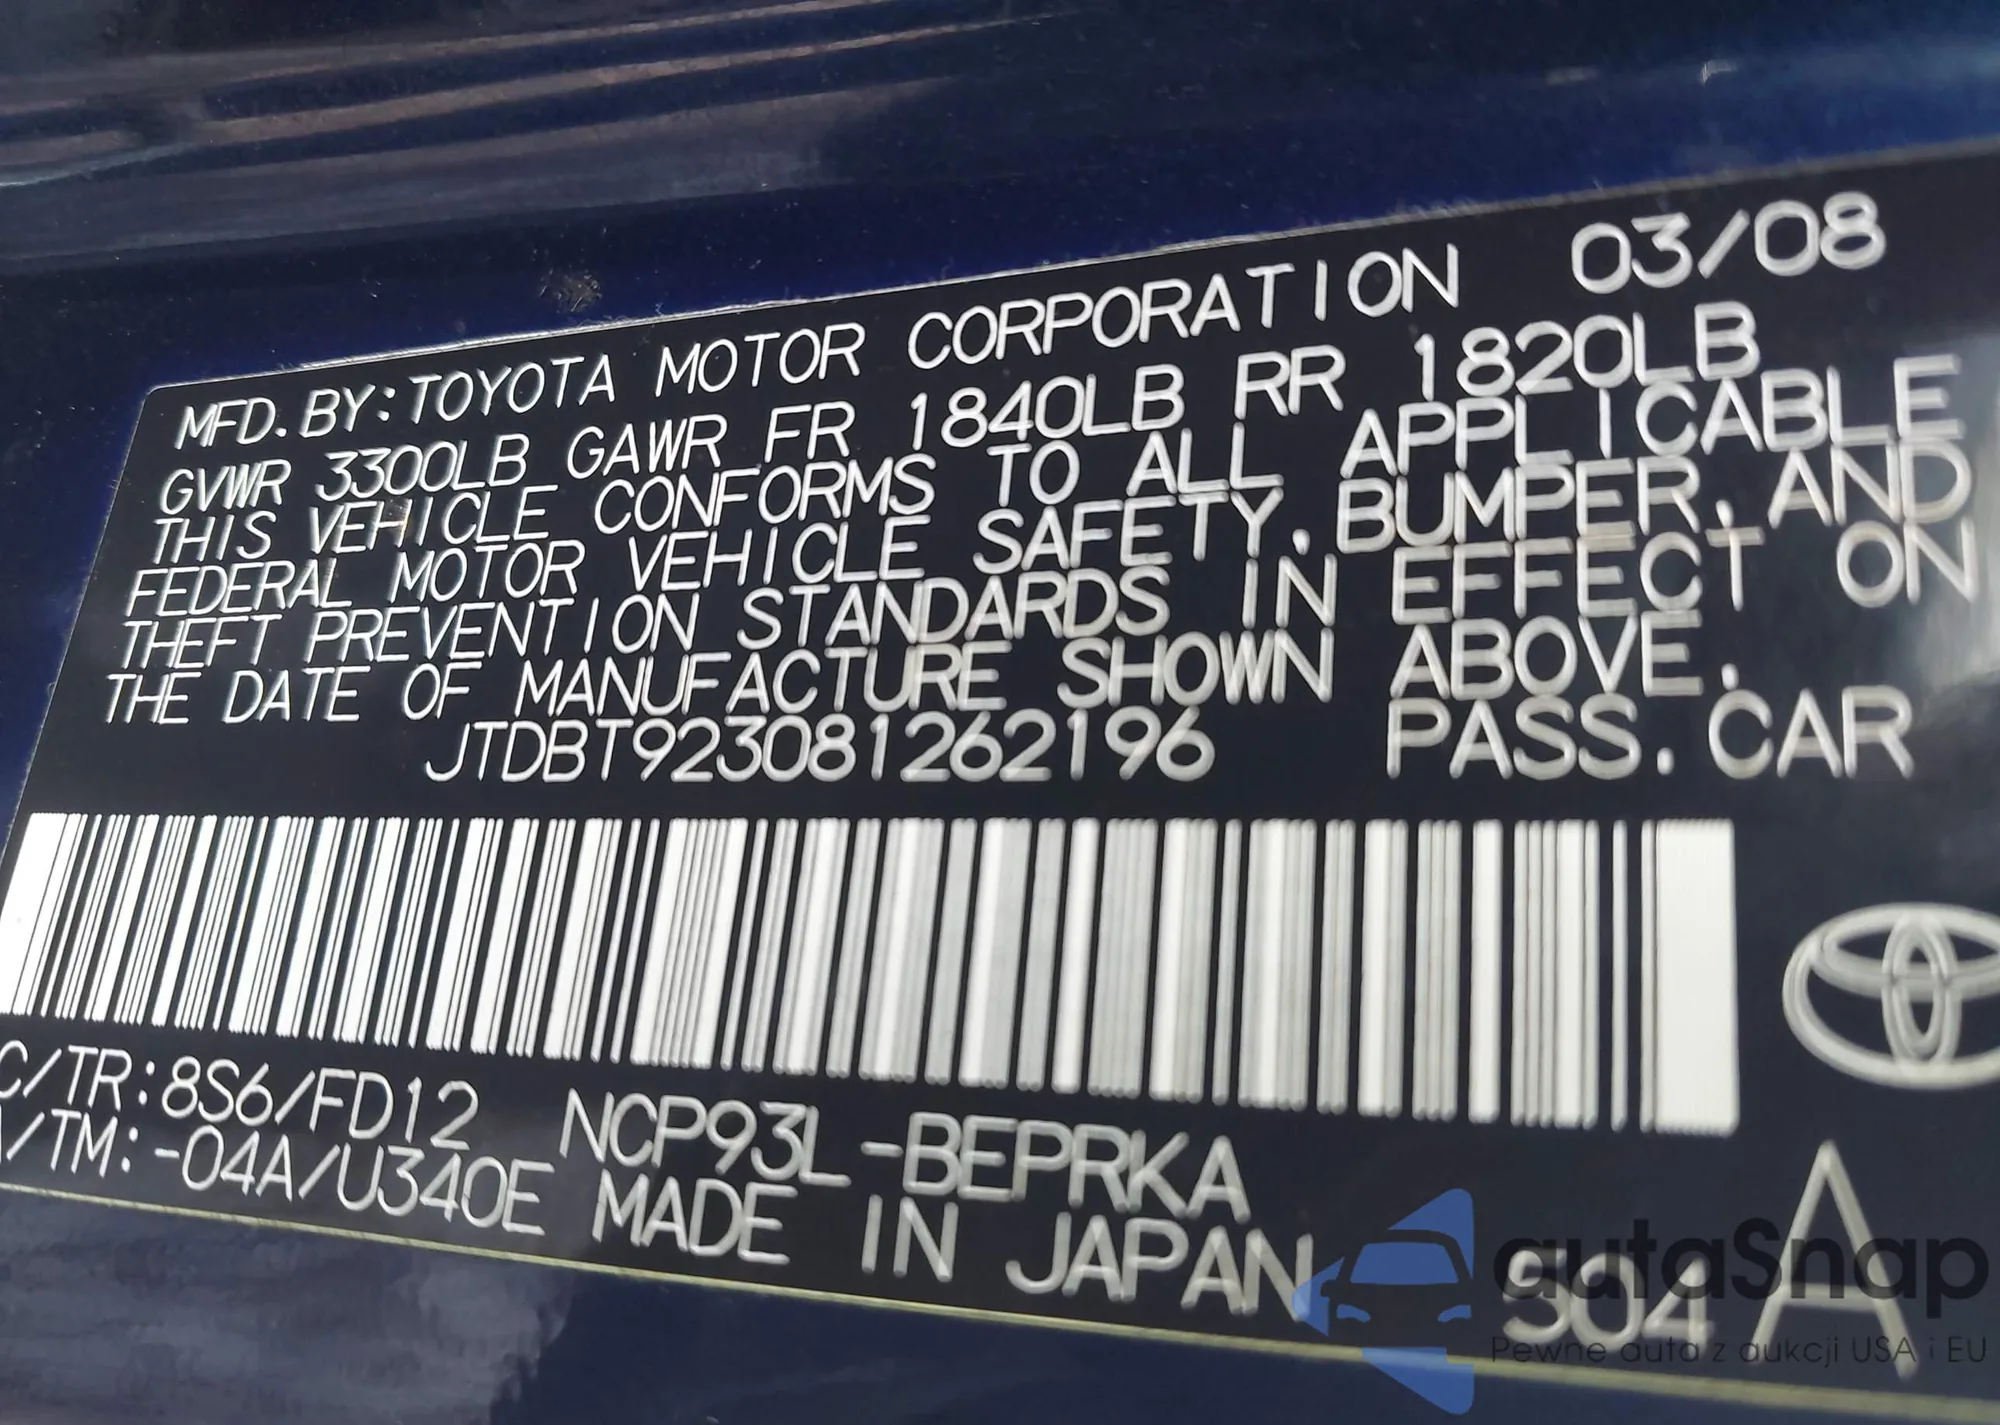 MFD. BY: TOYOTA MOTOR CORPORATION 03/08
GVWR 3300LB GAWR FR 1840LB RR 1820LB
THIS VEHICLE CONFORMS TO ALL APPLICABLE
FEDERAL MOTOR VEHICLE SAFETY, BUMPER, AND
THEFT PREVENTION STANDARDS IN EFFECT ON
THE DATE OF MANUFACTURE SHOWN ABOVE.
JTDBT923081262196 PASS. CAR
C/TR: 8S6/FD12 NCP93L-BEPRKA
/TM: -04A/U340E MADE IN JAPAN 504 A
autaSnap
Pewne auta z aukcji USA i EU